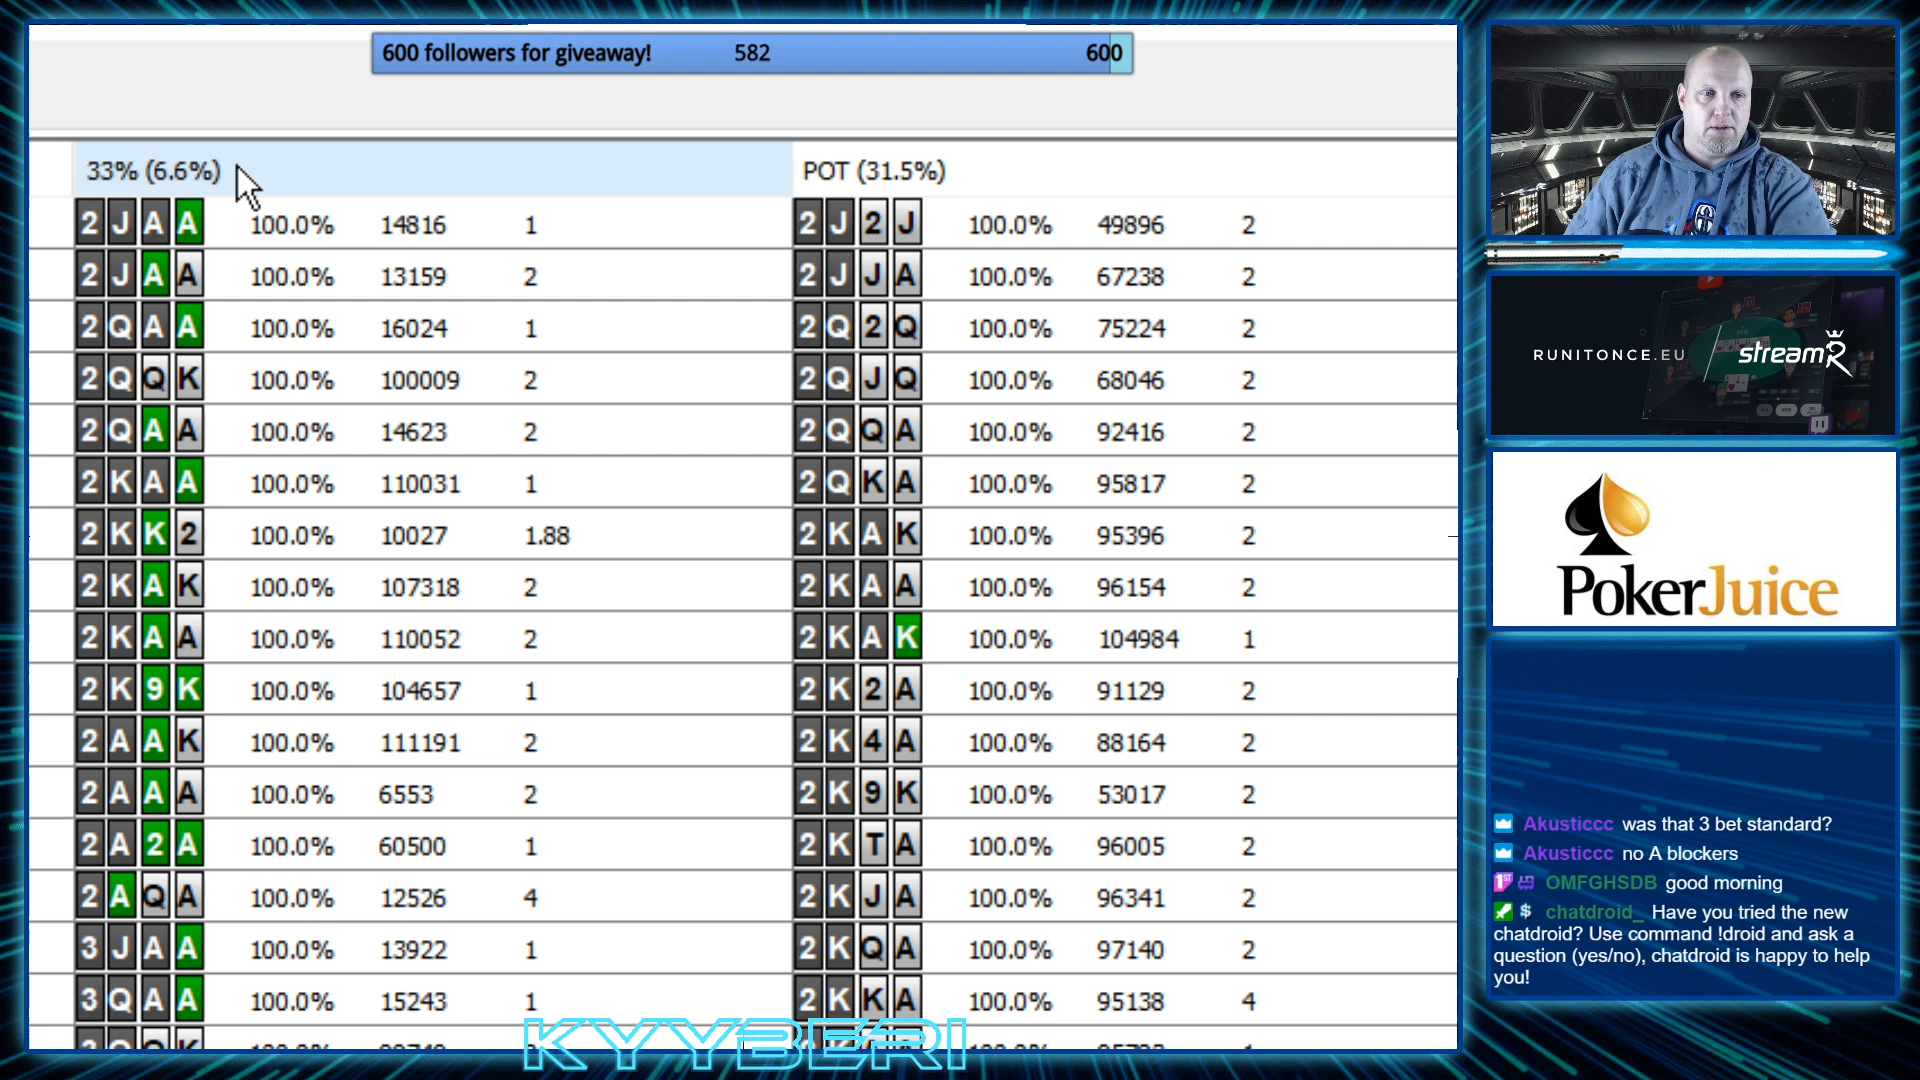 600 followers for giveaway! 582 600
33% (6.6%) POT (31.5%)
2JAA 100.0% 14816 1 2J2J 100.0% 49896 2
2JAA 100.0% 13159 2 2JJA 100.0% 67238 2
2QAA 100.0% 16024 1 2Q2Q 100.0% 75224 2
2QQK 100.0% 100009 2 2QJQ 100.0% 68046 2
2QAA 100.0% 14623 2 2QQA 100.0% 92416 2
2KAA 100.0% 110031 1 2QKA 100.0% 95817 2
2KK2 100.0% 10027 1.88 2KAK 100.0% 95396 2
2KAK 100.0% 107318 2 2KAA 100.0% 96154 2
2KAA 100.0% 110052 2 2KAK 100.0% 104984 1
2K9K 100.0% 104657 1 2K2A 100.0% 91129 2
2AAK 100.0% 111191 2 2K4A 100.0% 88164 2
2AAA 100.0% 6553 2 2K9K 100.0% 53017 2
2A2A 100.0% 60500 1 2KTA 100.0% 96005 2
2AQA 100.0% 12526 4 2KJA 100.0% 96341 2
3JAA 100.0% 13922 1 2KQA 100.0% 97140 2
3QAA 100.0% 15243 1 2KKA 100.0% 95138 4
KYYBERI
RUNITONCE.EU / streamR
PokerJuice
Akusticcc was that 3 bet standard?
Akusticcc no A blockers
1ST OMFGHSDB good morning
$ chatdroid_ Have you tried the new
chatdroid? Use command !droid and ask a
question (yes/no), chatdroid is happy to help
you!